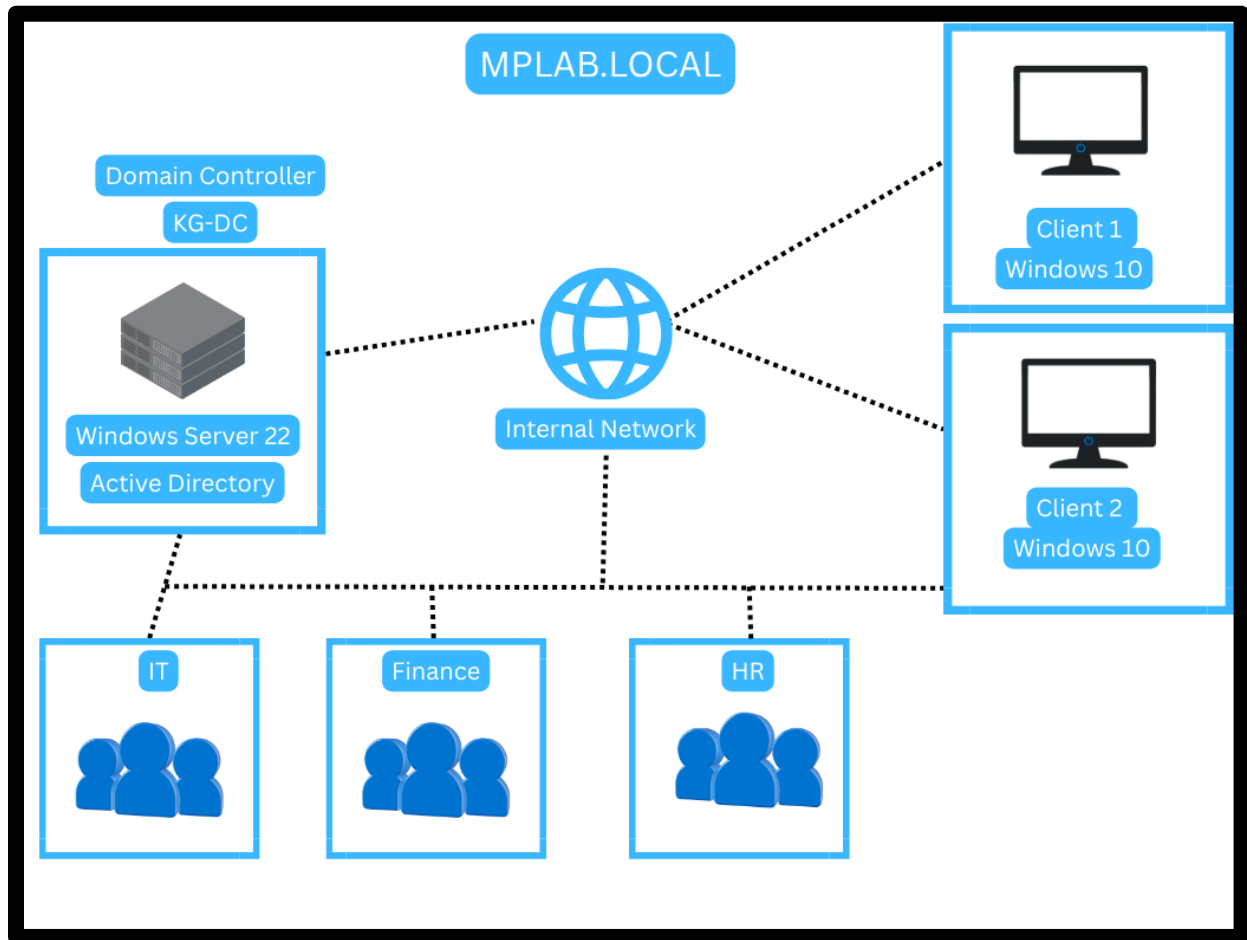 MPLAB.LOCAL
Domain Controller
KG-DC
Windows Server 22
Active Directory
Internal Network
Client 1
Windows 10
Client 2
Windows 10
IT
Finance
HR